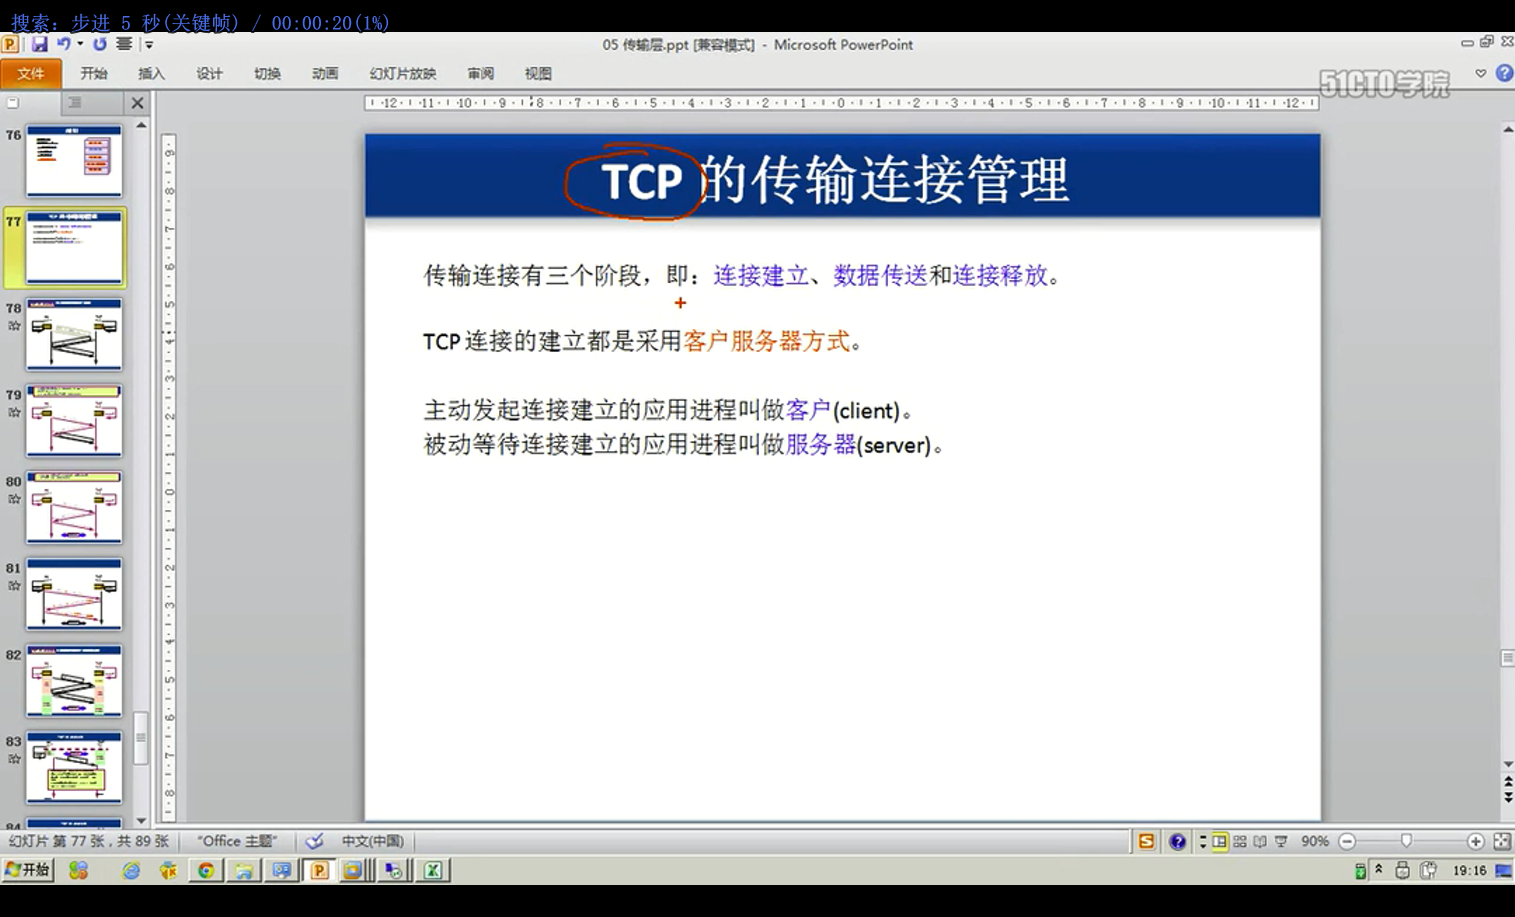 搜索: 步进 5 秒(关键帧) / 00:00:20(1%)
05 传输层.ppt [兼容模式] - Microsoft PowerPoint
文件 开始 插入 设计 切换 动画 幻灯片放映 审阅 视图
51CTO学院
TCP 的传输连接管理
传输连接有三个阶段，即：连接建立、数据传送和连接释放。
TCP 连接的建立都是采用客户服务器方式。
主动发起连接建立的应用进程叫做客户(client)。
被动等待连接建立的应用进程叫做服务器(server)。
76
77
78
79
80
81
82
83
幻灯片 第 77 张，共 89 张 "Office 主题" 中文(中国) 90%
开始 19:16